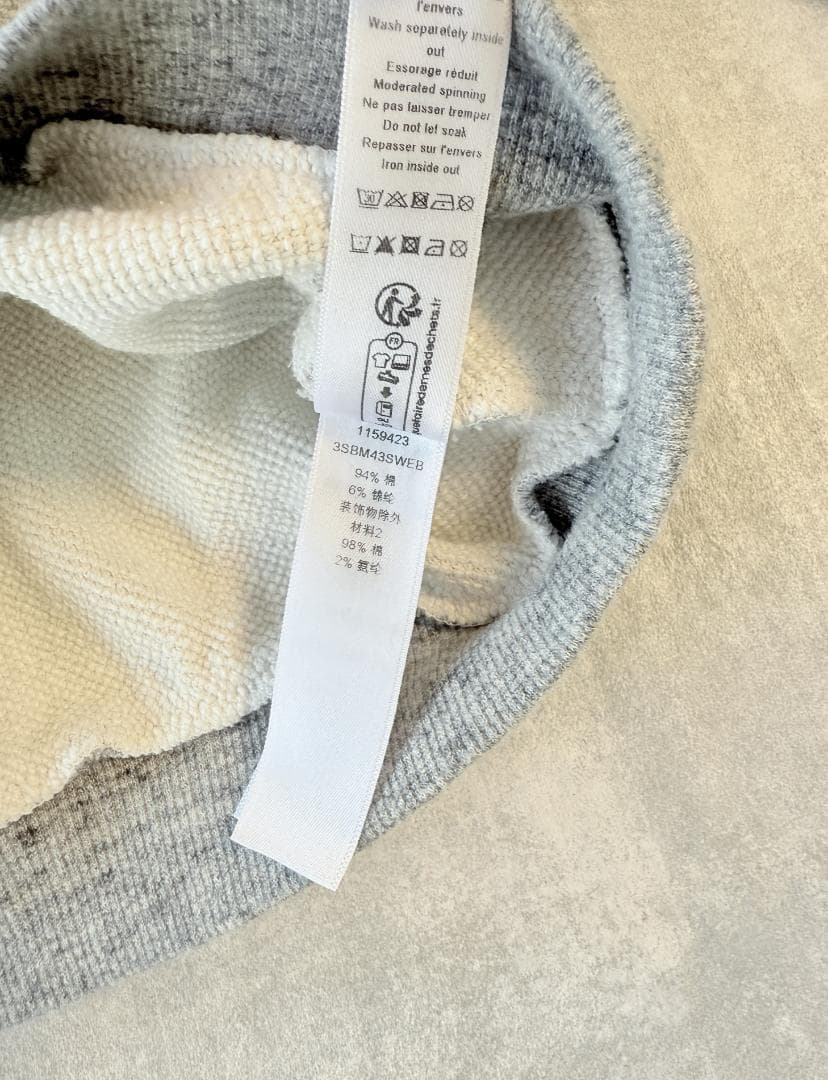 l'envers
Wash separately inside
out
Essorage réduit
Moderated spinning
Ne pas laisser tremper
Do not let soak
Repasser sur l'envers
Iron inside out
30
FR
quefairedemesdechets.fr
1159423
3SBM43SWEB
94% 棉
6% 锦纶
装饰物除外
材料2
98% 棉
2% 氨纶